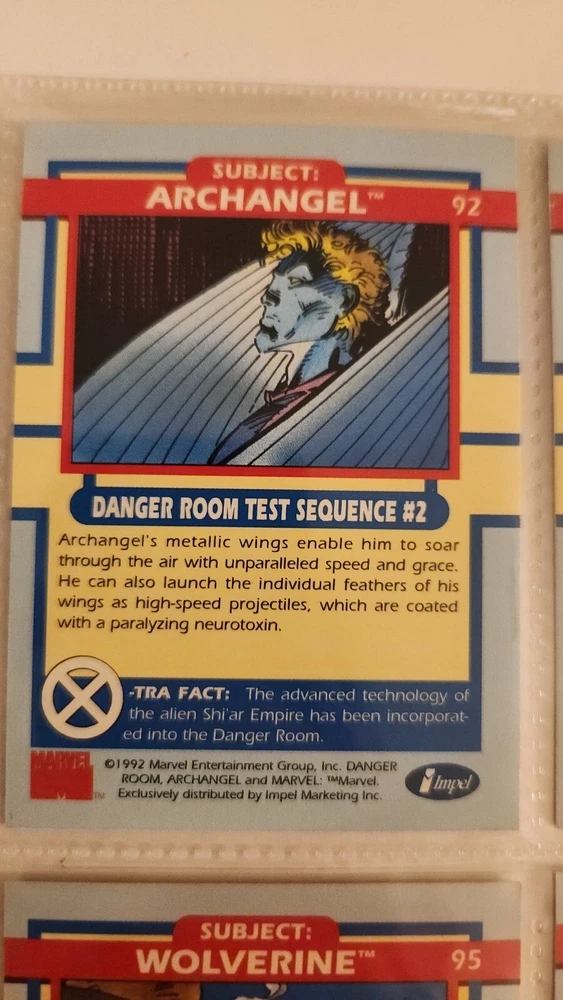 SUBJECT:
ARCHANGEL™ 92
DANGER ROOM TEST SEQUENCE #2
Archangel's metallic wings enable him to soar
through the air with unparalleled speed and grace.
He can also launch the individual feathers of his
wings as high-speed projectiles, which are coated
with a paralyzing neurotoxin.
X-TRA FACT: The advanced technology of
the alien Shi'ar Empire has been incorporat-
ed into the Danger Room.
MARVEL
™
©1992 Marvel Entertainment Group, Inc. DANGER
ROOM, ARCHANGEL and MARVEL: ™Marvel.
Exclusively distributed by Impel Marketing Inc.
Impel
SUBJECT:
WOLVERINE™ 95